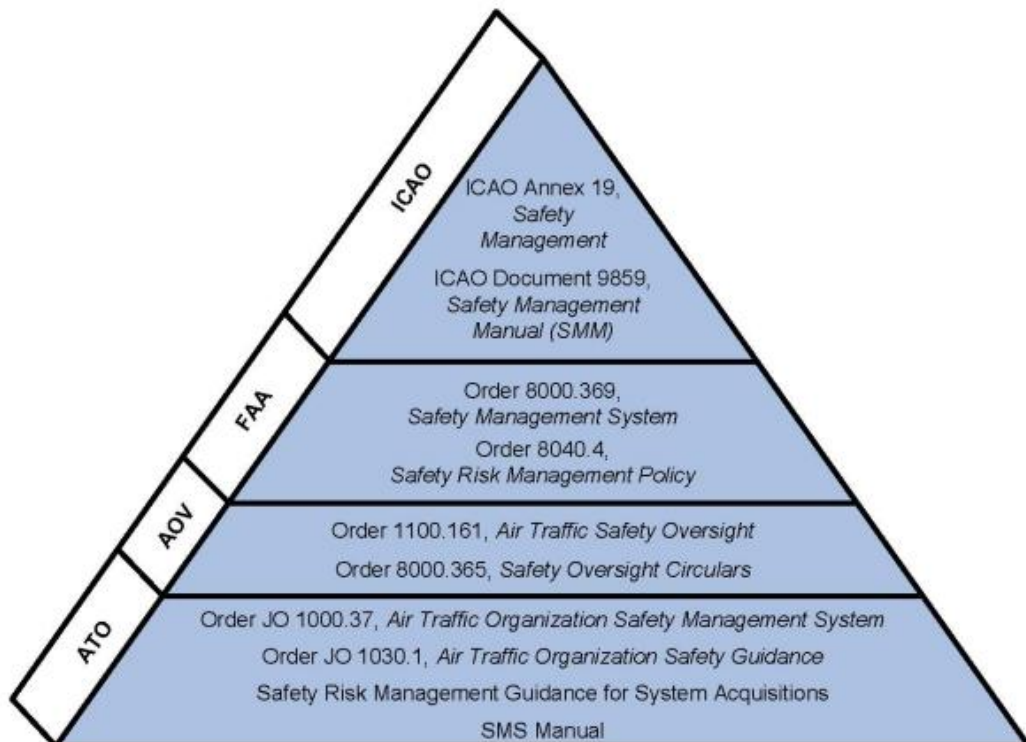 ICAO
ICAO Annex 19,
Safety
Management
ICAO Document 9859,
Safety Management
Manual (SMM)
FAA
Order 8000.369,
Safety Management System
Order 8040.4,
Safety Risk Management Policy
AOV
Order 1100.161, Air Traffic Safety Oversight
Order 8000.365, Safety Oversight Circulars
ATO
Order JO 1000.37, Air Traffic Organization Safety Management System
Order JO 1030.1, Air Traffic Organization Safety Guidance
Safety Risk Management Guidance for System Acquisitions
SMS Manual